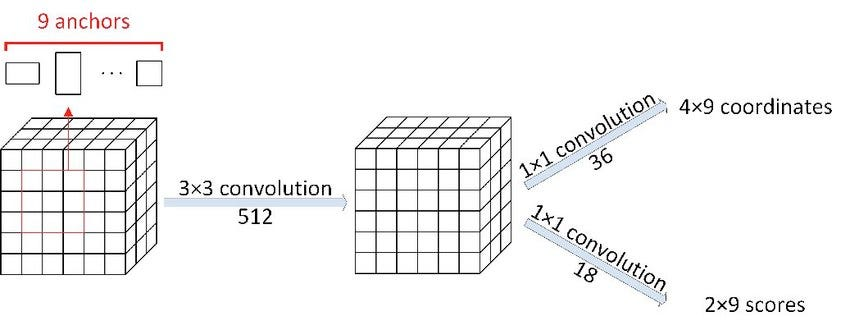 9 anchors
...
3×3 convolution
512
1×1 convolution
36
4×9 coordinates
1×1 convolution
18
2×9 scores